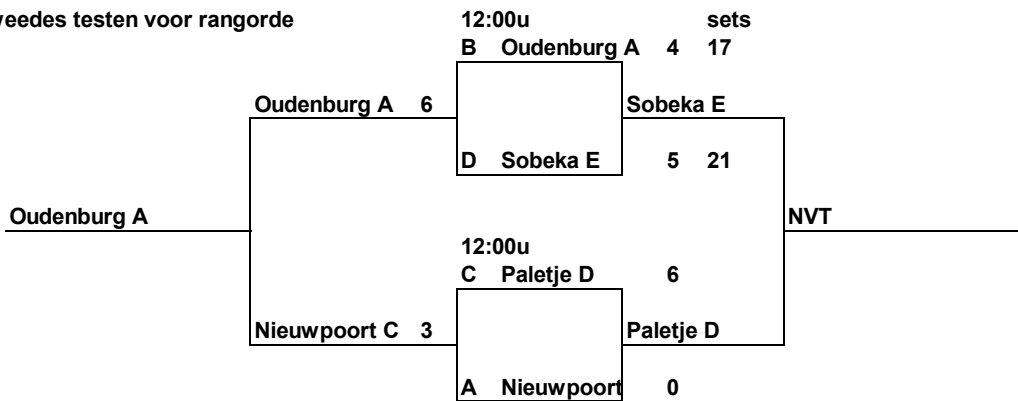 testen voor rangorde 12:00u sets
B Oudenburg A 4 17
Oudenburg A 6 Sobeka E
D Sobeka E 5 21
Oudenburg A NVT
12:00u
C Paletje D 6
Nieuwpoort C 3 Paletje D
A Nieuwpoort 0